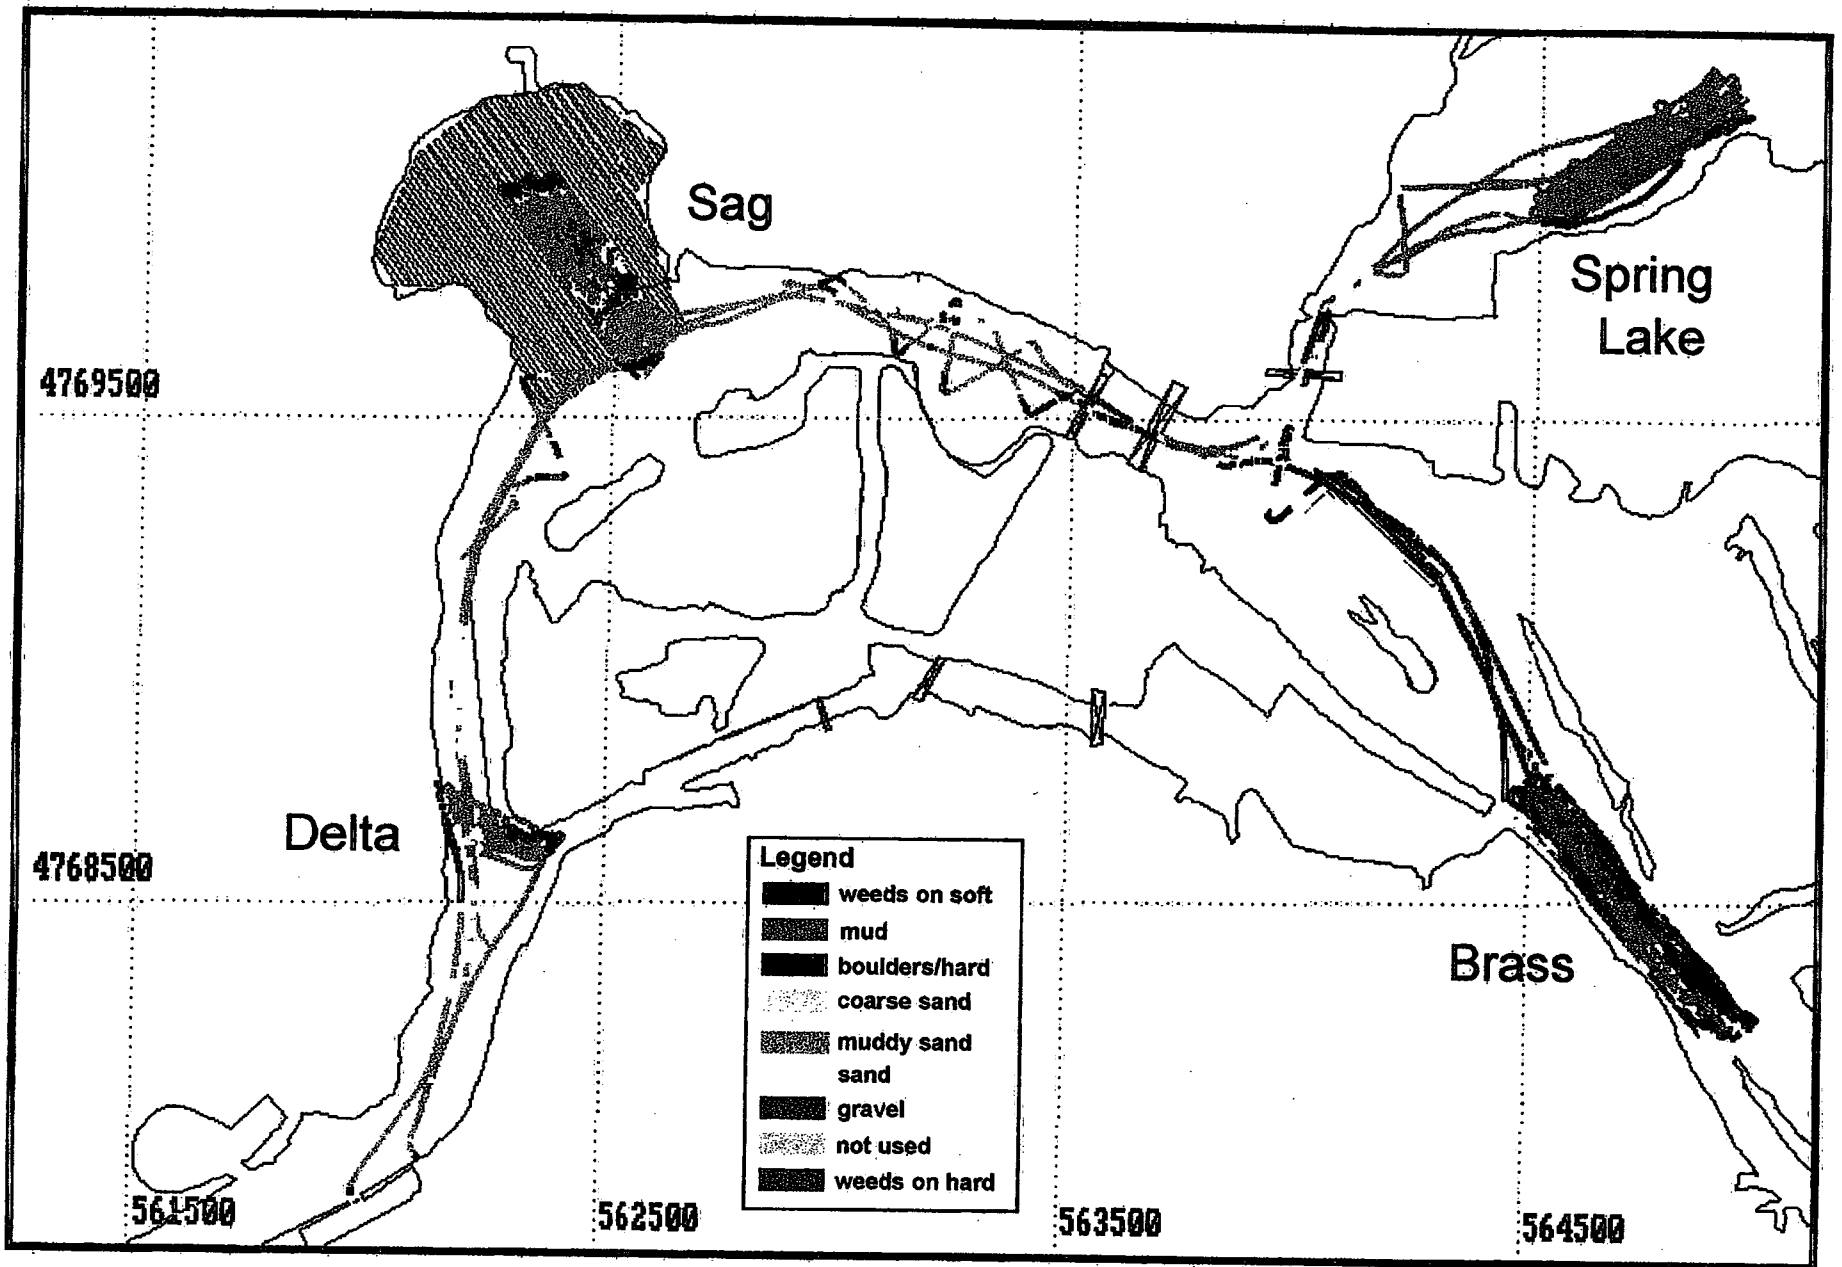 Sag
Spring
Lake
4769500
Delta
4768500
Brass
Legend
weeds on soft
mud
boulders/hard
coarse sand
muddy sand
sand
gravel
not used
weeds on hard
561500
562500
563500
564500